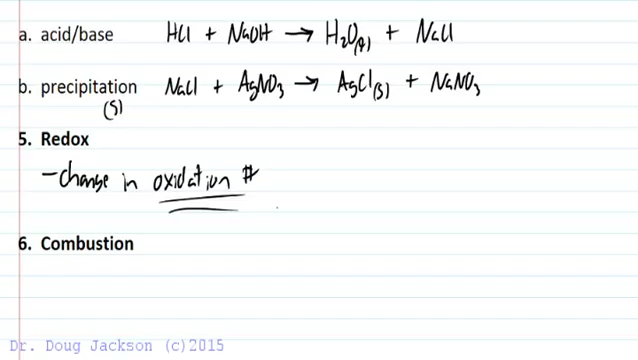 a. acid/base HCl + NaOH → H₂O(l) + NaCl
b. precipitation NaCl + AgNO₃ → AgCl(s) + NaNO₃
(s)
5. Redox
-change in oxidation #
6. Combustion
Dr. Doug Jackson (c)2015